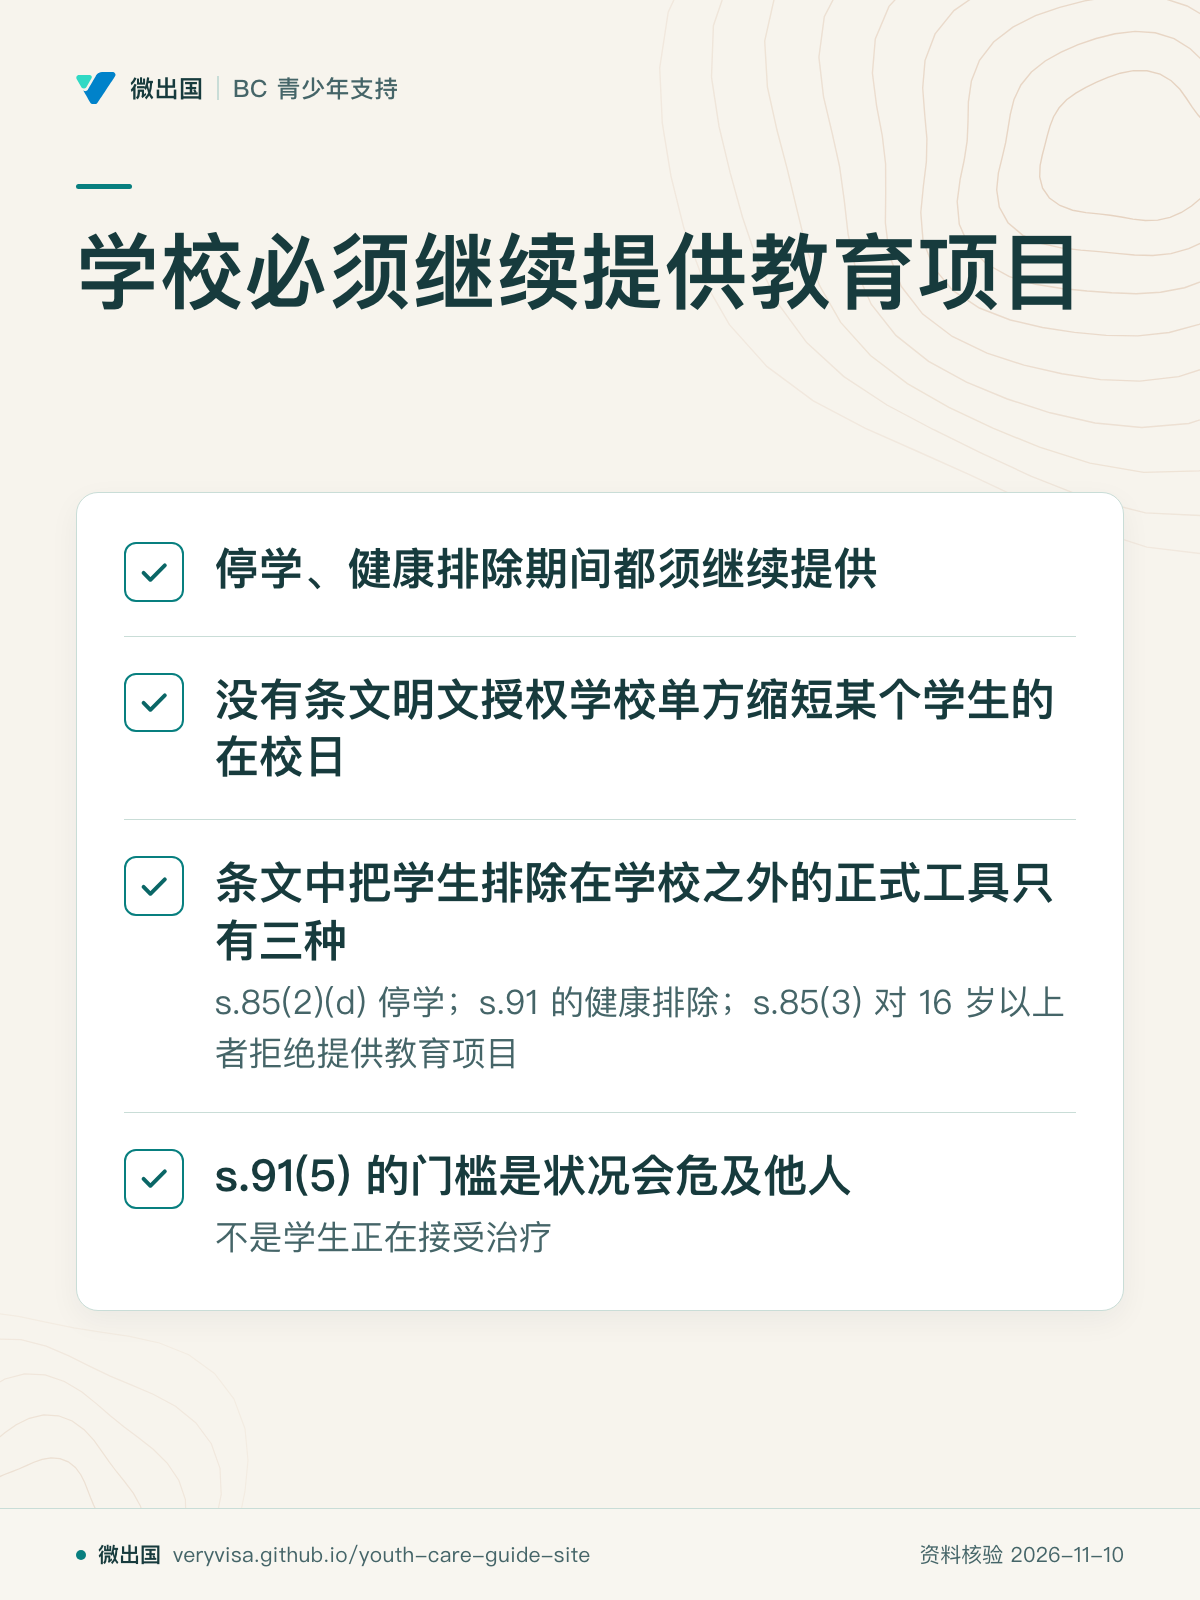 微出国 BC 青少年支持
学校必须继续提供教育项目
停学、健康排除期间都须继续提供
没有条文明文授权学校单方缩短某个学生的
在校日
条文中把学生排除在学校之外的正式工具只
有三种
s.85(2)(d) 停学；s.91 的健康排除；s.85(3) 对 16 岁以上
者拒绝提供教育项目
s.91(5) 的门槛是状况会危及他人
不是学生正在接受治疗
微出国 veryvisa.github.io/youth-care-guide-site
资料核验 2026-11-10